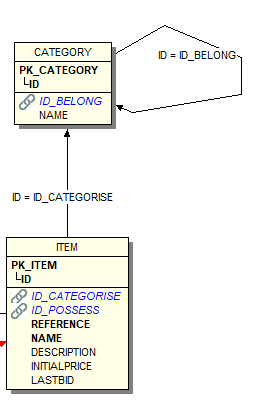 CATEGORY
PK_CATEGORY
ID
ID_BELONG
NAME
ID = ID_BELONG
ID = ID_CATEGORISE
ITEM
PK_ITEM
ID
ID_CATEGORISE
ID_POSSESS
REFERENCE
NAME
DESCRIPTION
INITIALPRICE
LASTBID